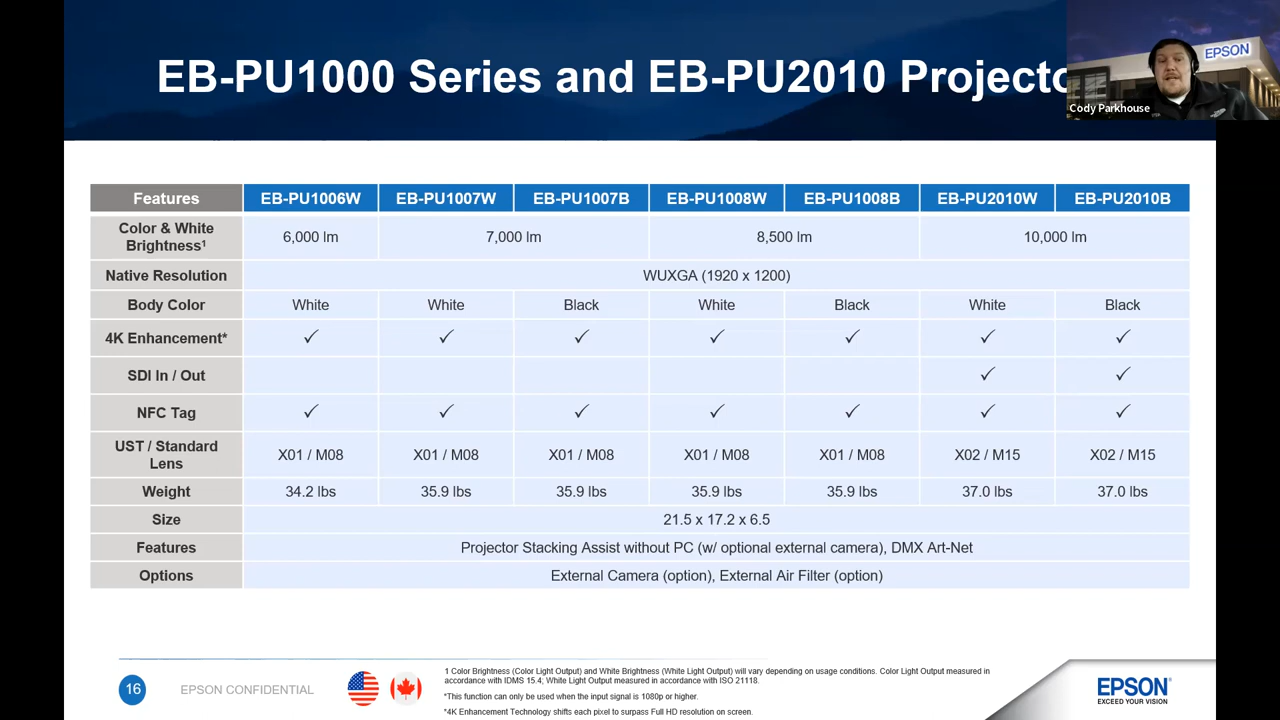 EB-PU1000 Series and EB-PU2010 Projecto
EPSON
Cody Parkhouse
Features EB-PU1006W EB-PU1007W EB-PU1007B EB-PU1008W EB-PU1008B EB-PU2010W EB-PU2010B
Color & White
Brightness¹ 6,000 lm 7,000 lm 8,500 lm 10,000 lm
Native Resolution WUXGA (1920 x 1200)
Body Color White White Black White Black White Black
4K Enhancement* ✓ ✓ ✓ ✓ ✓ ✓ ✓
SDI In / Out ✓ ✓
NFC Tag ✓ ✓ ✓ ✓ ✓ ✓ ✓
UST / Standard
Lens X01 / M08 X01 / M08 X01 / M08 X01 / M08 X01 / M08 X02 / M15 X02 / M15
Weight 34.2 lbs 35.9 lbs 35.9 lbs 35.9 lbs 35.9 lbs 37.0 lbs 37.0 lbs
Size 21.5 x 17.2 x 6.5
Features Projector Stacking Assist without PC (w/ optional external camera), DMX Art-Net
Options External Camera (option), External Air Filter (option)
16 EPSON CONFIDENTIAL
1 Color Brightness (Color Light Output) and White Brightness (White Light Output) will vary depending on usage conditions. Color Light Output measured in
accordance with IDMS 15.4; White Light Output measured in accordance with ISO 21118.
*This function can only be used when the input signal is 1080p or higher.
*4K Enhancement Technology shifts each pixel to surpass Full HD resolution on screen.
EPSON
EXCEED YOUR VISION